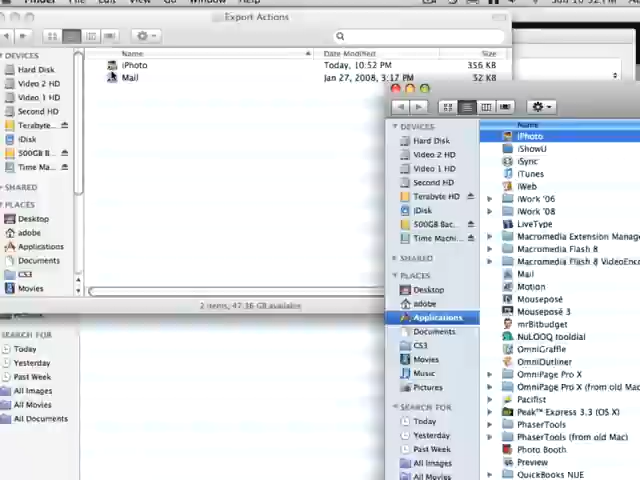 Finder File Edit View Go Window Help
Export Actions
Name Date Modified Size
iPhoto Today, 10:52 PM 356 KB
Mail Jan 27, 2008, 3:17 PM 52 KB
DEVICES
Hard Disk
Video 2 HD
Video 1 HD
Second HD
Terabyte...
iDisk
500GB B...
Time Ma...
SHARED
PLACES
Desktop
adobe
Applications
Documents
CS3
Movies
2 items, 47.36 GB available
SEARCH FOR
Today
Yesterday
Past Week
All Images
All Movies
All Documents
DEVICES
Hard Disk
Video 2 HD
Video 1 HD
Second HD
Terabyte HD
iDisk
500GB Bac...
Time Machi...
SHARED
PLACES
Desktop
adobe
Applications
Documents
CS3
Movies
Music
Pictures
SEARCH FOR
Today
Yesterday
Past Week
All Images
All Movies
Name
iPhoto
iShowU
iSync
iTunes
iWeb
iWork '06
iWork '08
LiveType
Macromedia Extension Manage
Macromedia Flash 8
Macromedia Flash 8 VideoEnc
Mail
Motion
Mouseposé
Mouseposé 3
mrBitbudget
NuLOOQ tooldial
OmniGraffle
OmniOutliner
OmniPage Pro X
OmniPage Pro X (from old Mac
Pacifist
Peak™ Express 3.3 (OS X)
PhaserTools
PhaserTools (from old Mac)
Photo Booth
Preview
QuickBooks NUE